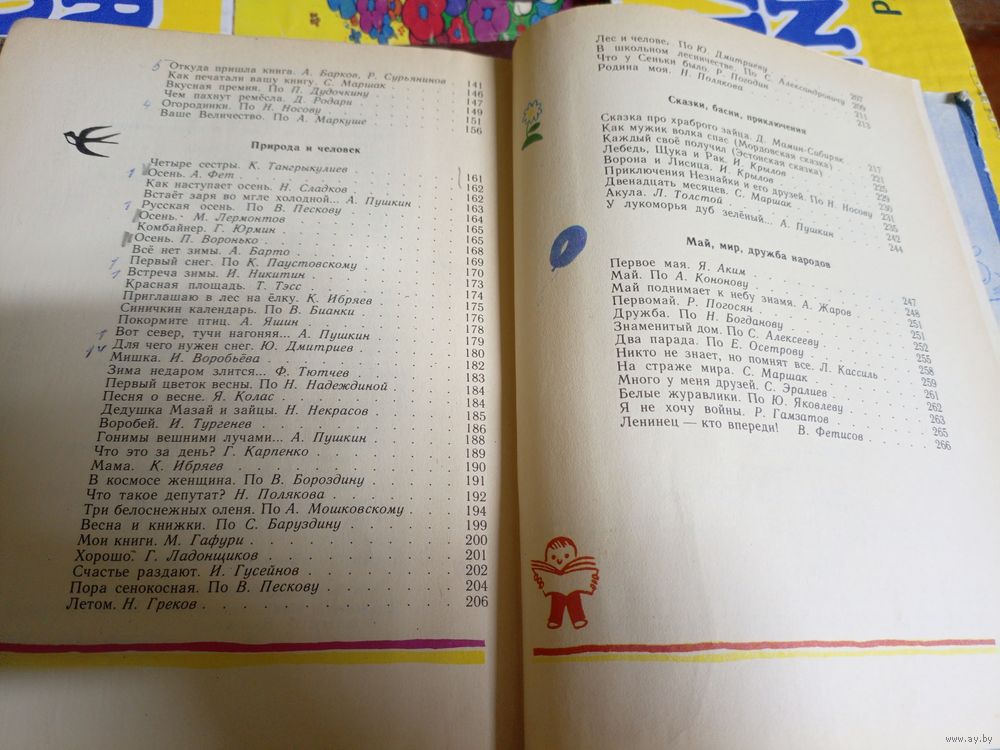 Откуда пришла книга. А. Барков, Р. Сурьянинов 141
Как печатали вашу книгу. С. Маршак 146
Вкусная премия. По П. Дудочкину 147
Чем пахнут ремёсла. Д. Родари 149
Огородники. По Н. Носову 151
Ваше Величество. По А. Маркуше 156
Природа и человек
Четыре сестры. К. Тангрыкулиев 161
Осень. А. Фет 162
Как наступает осень. Н. Сладков 162
Встаёт заря во мгле холодной... А. Пушкин 163
Русская осень. По В. Пескову 164
Осень. М. Лермонтов 165
Комбайнер. Г. Юрмин 165
Осень. П. Воронько 168
Всё нет зимы. А. Барто 169
Первый снег. По К. Паустовскому 170
Встреча зимы. И. Никитин 173
Красная площадь. Т. Тэсс 174
Приглашаю в лес на ёлку. К. Ибряев 175
Синичкин календарь. По В. Бианки 176
Покормите птиц. А. Яшин 178
Вот север, тучи нагоняя... А. Пушкин 179
Для чего нужен снег. Ю. Дмитриев 180
Мишка. И. Воробьёва 182
Зима недаром злится... Ф. Тютчев 183
Первый цветок весны. По Н. Надеждиной 184
Песня о весне. Я. Колас 184
Дедушка Мазай и зайцы. Н. Некрасов 185
Воробей. И. Тургенев 186
Гонимы вешними лучами... А. Пушкин 188
Что это за день? Г. Карпенко 189
Мама. К. Ибряев 190
В космосе женщина. По В. Бороздину 191
Что такое депутат? Н. Полякова 192
Три белоснежных оленя. По А. Мошковскому 194
Весна и книжки. По С. Баруздину 199
Мои книги. М. Гафури 200
Хорошо. Г. Ладонщиков 201
Счастье раздают. И. Гусейнов 202
Пора сенокосная. По В. Пескову 204
Летом. Н. Греков 206
Лес и человек. По Ю. Дмитриеву 207
В школьном лесничестве. По С. Александровичу 209
Что у Сеньки было. Р. Погодин 211
Родина моя. Н. Полякова 213
Сказки, басни, приключения
Сказка про храброго зайца. Д. Мамин-Сибиряк 217
Как мужик волка спас (Мордовская сказка) 221
Каждый своё получил (Эстонская сказка) 225
Лебедь, Щука и Рак. И. Крылов 229
Ворона и Лисица. И. Крылов 230
Приключения Незнайки и его друзей. По Н. Носову 231
Двенадцать месяцев. С. Маршак 235
Акула. Л. Толстой 242
У лукоморья дуб зелёный... А. Пушкин 244
Май, мир, дружба народов
Первое мая. Я. Аким 247
Май. По А. Кононову 248
Май поднимает к небу знамя. А. Жаров 251
Первомай. Р. Погосян 251
Дружба. По Н. Богданову 252
Знаменитый дом. По С. Алексееву 255
Два парада. По Е. Осетрову 258
Никто не знает, но помнят все. Л. Кассиль 259
На страже мира. С. Маршак 261
Много у меня друзей. С. Эралиев 262
Белые журавлики. По Ю. Яковлеву 263
Я не хочу войны. Р. Гамзатов 265
Ленинец — кто впереди! В. Фетисов 266
www.ay.by